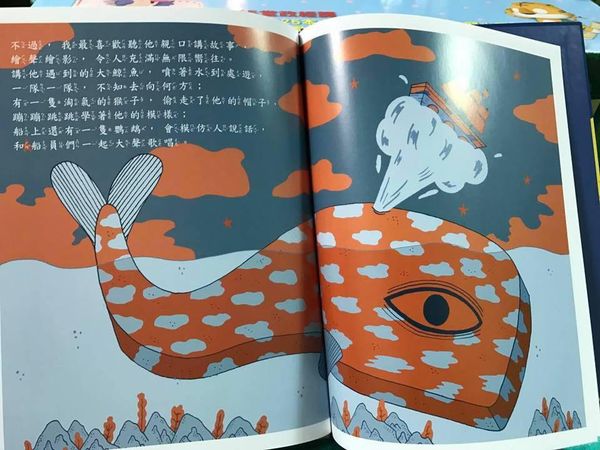 不過，我最喜歡聽他親口講故事，
繪聲繪影，令人充滿無限嚮往。
講他遇到的大鯨魚，噴著水到處遊，
一隊一隊，不知去向何方；
有一隻淘氣的猴子，偷走了他的帽子，
蹦蹦跳跳學著他的模樣；
船上還有一隻鸚鵡，會模仿人說話，
和船員們一起大聲歌唱。